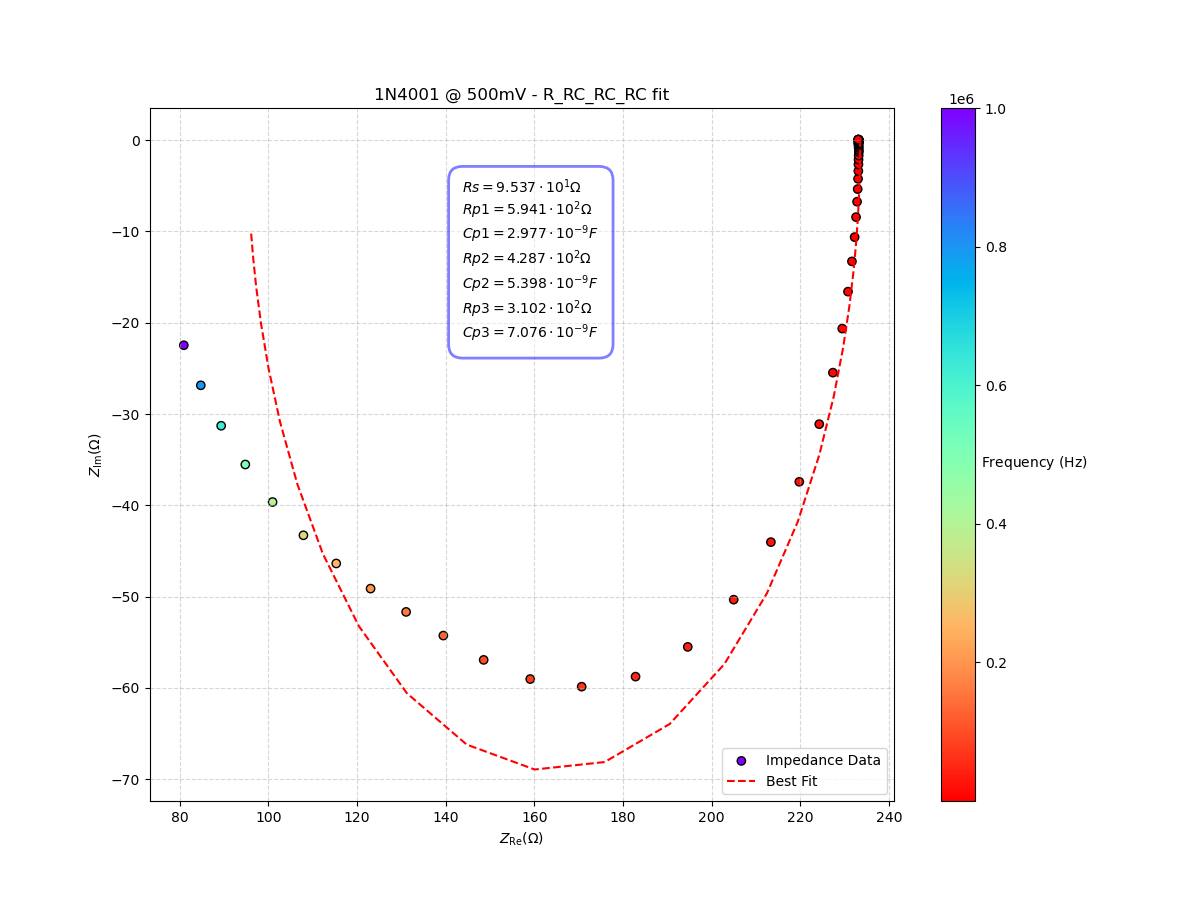 1N4001 @ 500mV - R_RC_RC_RC fit
1e6
0
−10
−20
−30
−40
−50
−60
−70
Z_Im(Ω)
Rs = 9.537 · 10^1Ω
Rp1 = 5.941 · 10^2Ω
Cp1 = 2.977 · 10^−9F
Rp2 = 4.287 · 10^2Ω
Cp2 = 5.398 · 10^−9F
Rp3 = 3.102 · 10^2Ω
Cp3 = 7.076 · 10^−9F
Impedance Data
Best Fit
80
100
120
140
160
180
200
220
240
Z_Re(Ω)
1.0
0.8
0.6
0.4
0.2
Frequency (Hz)